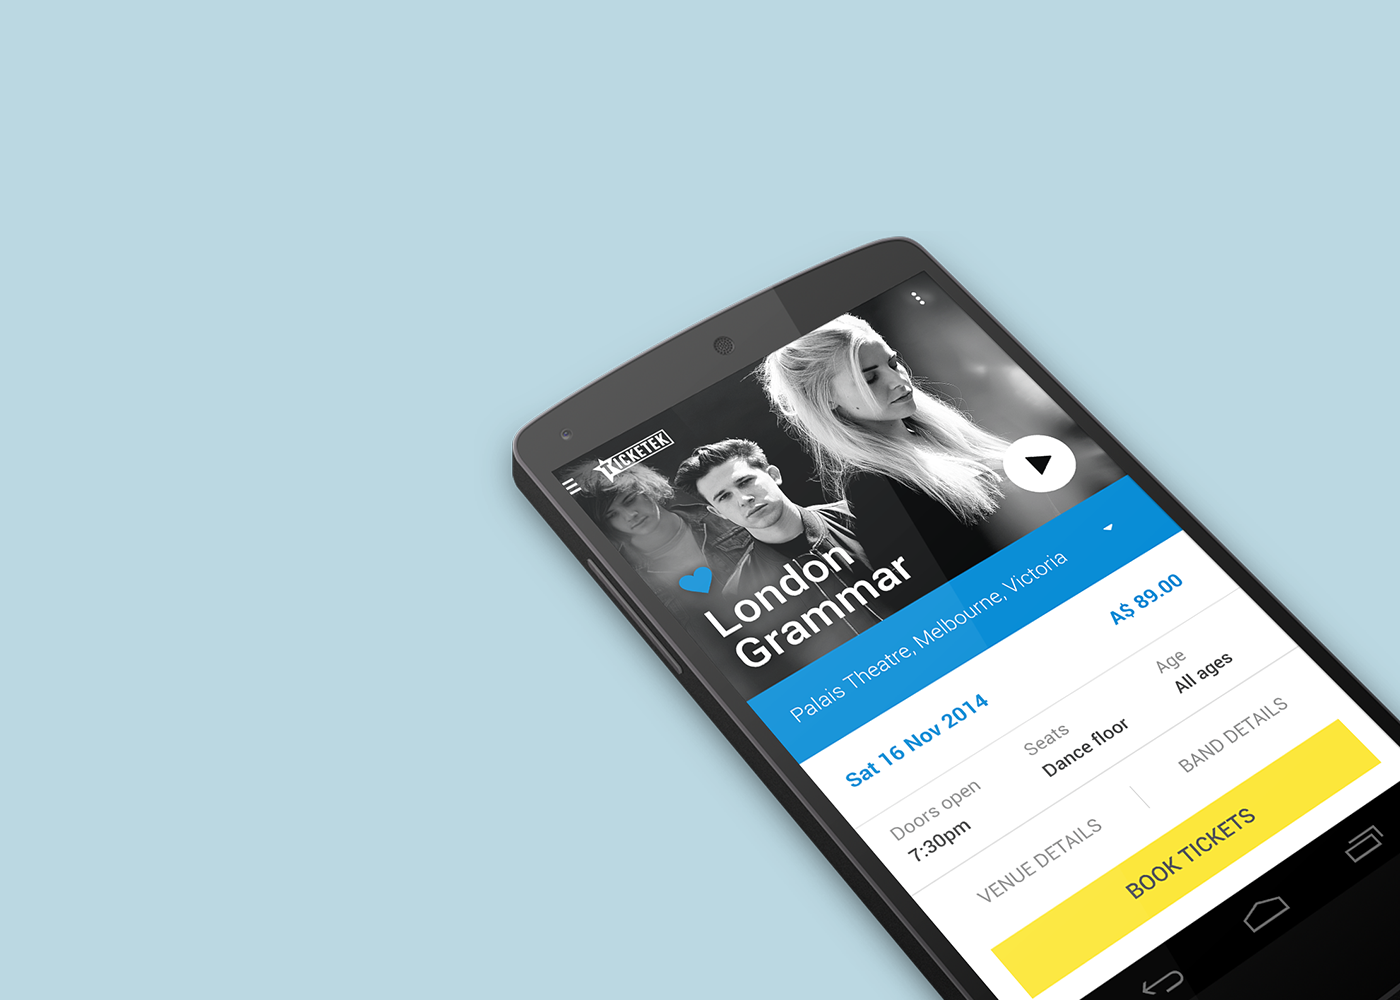 TICKETEK
London
Grammar
Palais Theatre, Melbourne, Victoria
Sat 16 Nov 2014
A$ 89.00
Doors open
7:30pm
Seats
Dance floor
Age
All ages
VENUE DETAILS
BAND DETAILS
BOOK TICKETS